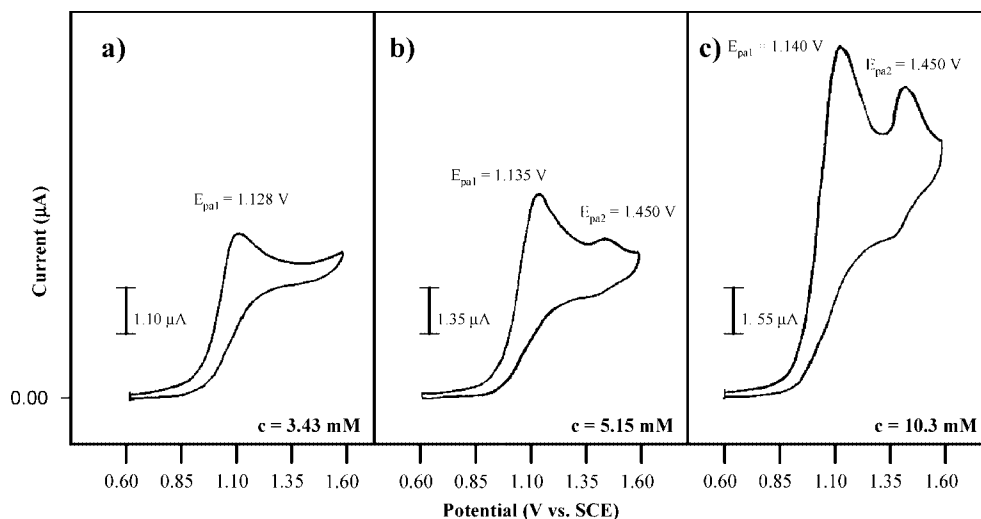 a)
E_pa1 = 1.128 V
1.10 μA
c = 3.43 mM
b)
E_pa1 = 1.135 V
E_pa2 = 1.450 V
1.35 μA
c = 5.15 mM
c)
E_pa1 = 1.140 V
E_pa2 = 1.450 V
1.55 μA
c = 10.3 mM
Current (μA)
0.00
0.60 0.85 1.10 1.35 1.60 0.60 0.85 1.10 1.35 1.60 0.60 0.85 1.10 1.35 1.60
Potential (V vs. SCE)